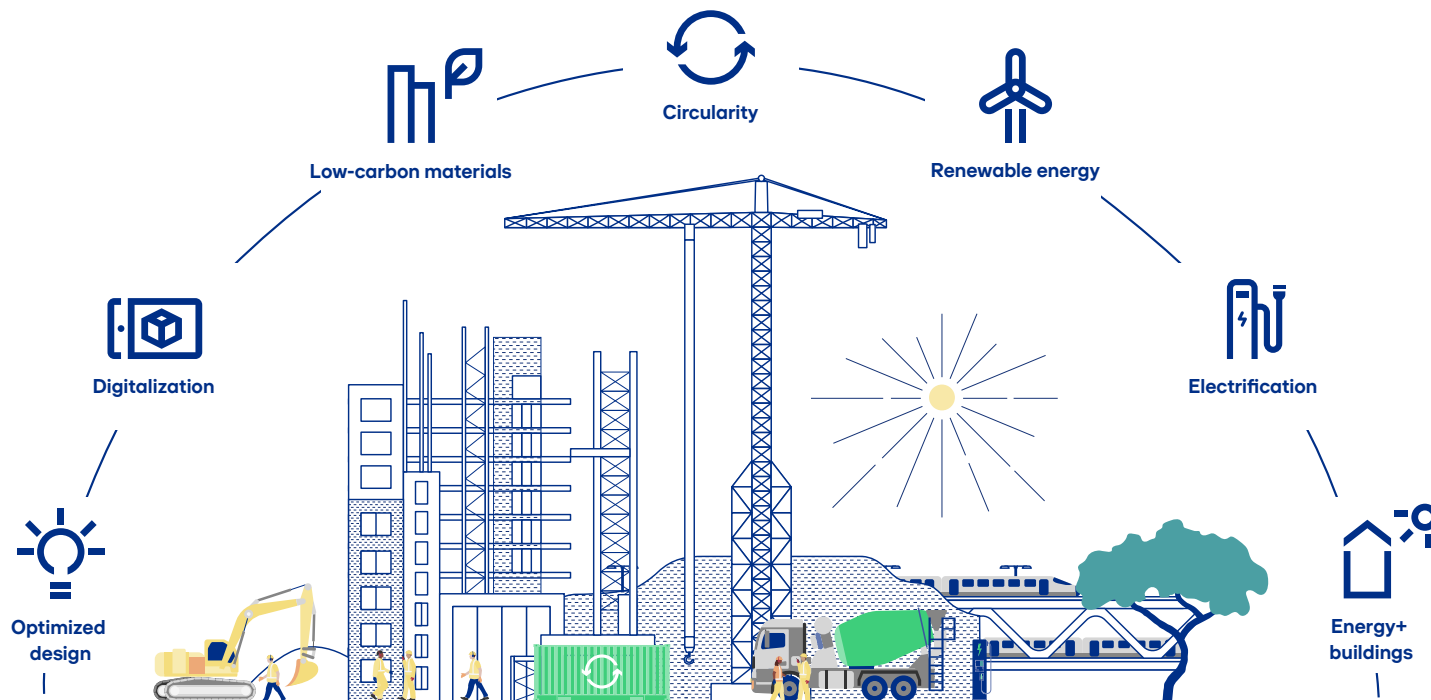 Circularity
Low-carbon materials
Renewable energy
Digitalization
Electrification
Optimized
design
Energy+
buildings